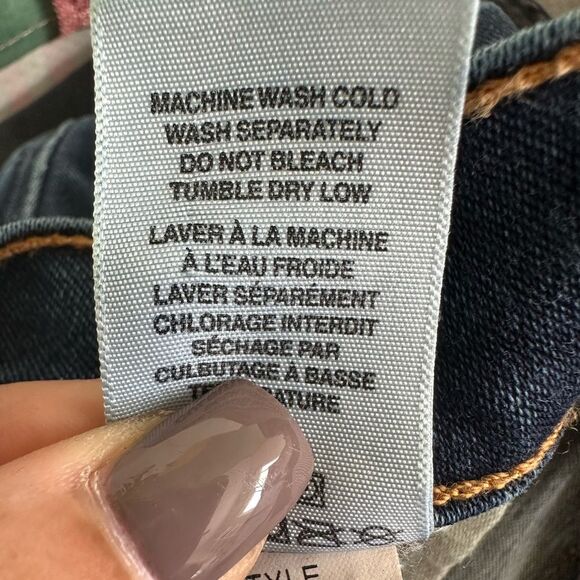 MACHINE WASH COLD
WASH SEPARATELY
DO NOT BLEACH
TUMBLE DRY LOW
LAVER À LA MACHINE
À L'EAU FROIDE
LAVER SÉPARÉMENT
CHLORAGE INTERDIT
SÉCHAGE PAR
CULBUTAGE À BASSE
STYLE